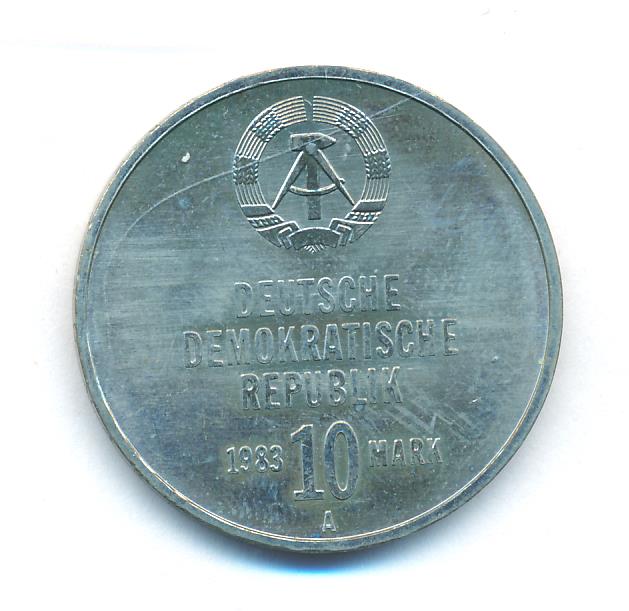 DEUTSCHE
DEMOKRATISCHE
REPUBLIK
1983 10 MARK
A